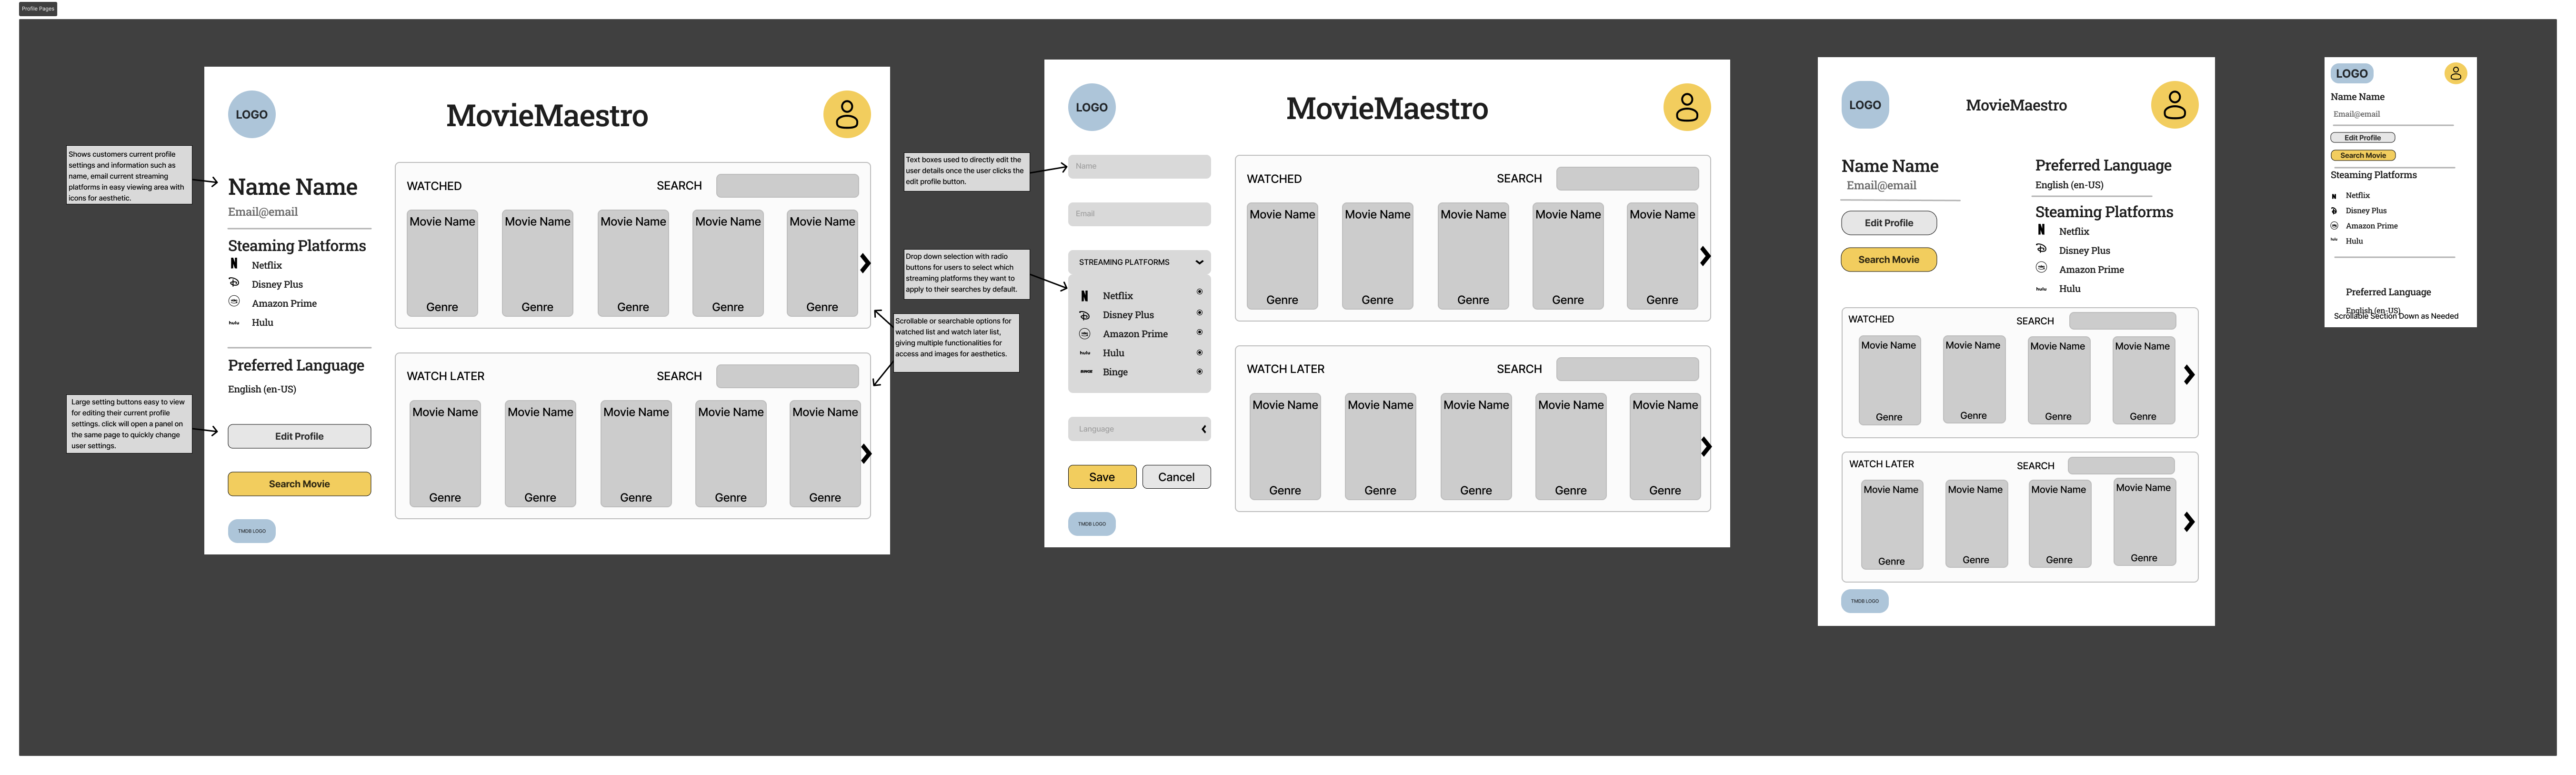 Profile Pages
Shows customers current profile
settings and information such as
name, email current streaming
platforms in easy viewing area with
icons for aesthetic.
Large setting buttons easy to view
for editing their current profile
settings. click will open a panel on
the same page to quickly change
user settings.
LOGO
MovieMaestro
Name Name
Email@email
Steaming Platforms
Netflix
Disney Plus
Amazon Prime
hulu Hulu
Preferred Language
English (en-US)
Edit Profile
Search Movie
TMDB LOGO
WATCHED SEARCH
Movie Name Movie Name Movie Name Movie Name Movie Name
Genre Genre Genre Genre Genre
WATCH LATER SEARCH
Movie Name Movie Name Movie Name Movie Name Movie Name
Genre Genre Genre Genre Genre
Text boxes used to directly edit the
user details once the user clicks the
edit profile button.
Drop down selection with radio
buttons for users to select which
streaming platforms they want to
apply to their searches by default.
Scrollable or searchable options for
watched list and watch later list,
giving multiple functionalities for
access and images for aesthetics.
LOGO
MovieMaestro
Name
Email
STREAMING PLATFORMS
Netflix
Disney Plus
Amazon Prime
hulu Hulu
BINGE Binge
Language
Save Cancel
TMDB LOGO
WATCHED SEARCH
Movie Name Movie Name Movie Name Movie Name Movie Name
Genre Genre Genre Genre Genre
WATCH LATER SEARCH
Movie Name Movie Name Movie Name Movie Name Movie Name
Genre Genre Genre Genre Genre
LOGO
MovieMaestro
Name Name
Email@email
Edit Profile
Search Movie
Preferred Language
English (en-US)
Steaming Platforms
Netflix
Disney Plus
Amazon Prime
hulu Hulu
WATCHED SEARCH
Movie Name Movie Name Movie Name Movie Name
Genre Genre Genre Genre
WATCH LATER SEARCH
Movie Name Movie Name Movie Name Movie Name
Genre Genre Genre Genre
TMDB LOGO
LOGO
Name Name
Email@email
Edit Profile
Search Movie
Steaming Platforms
Netflix
Disney Plus
Amazon Prime
hulu Hulu
Preferred Language
English (en-US)
Scrollable Section Down as Needed